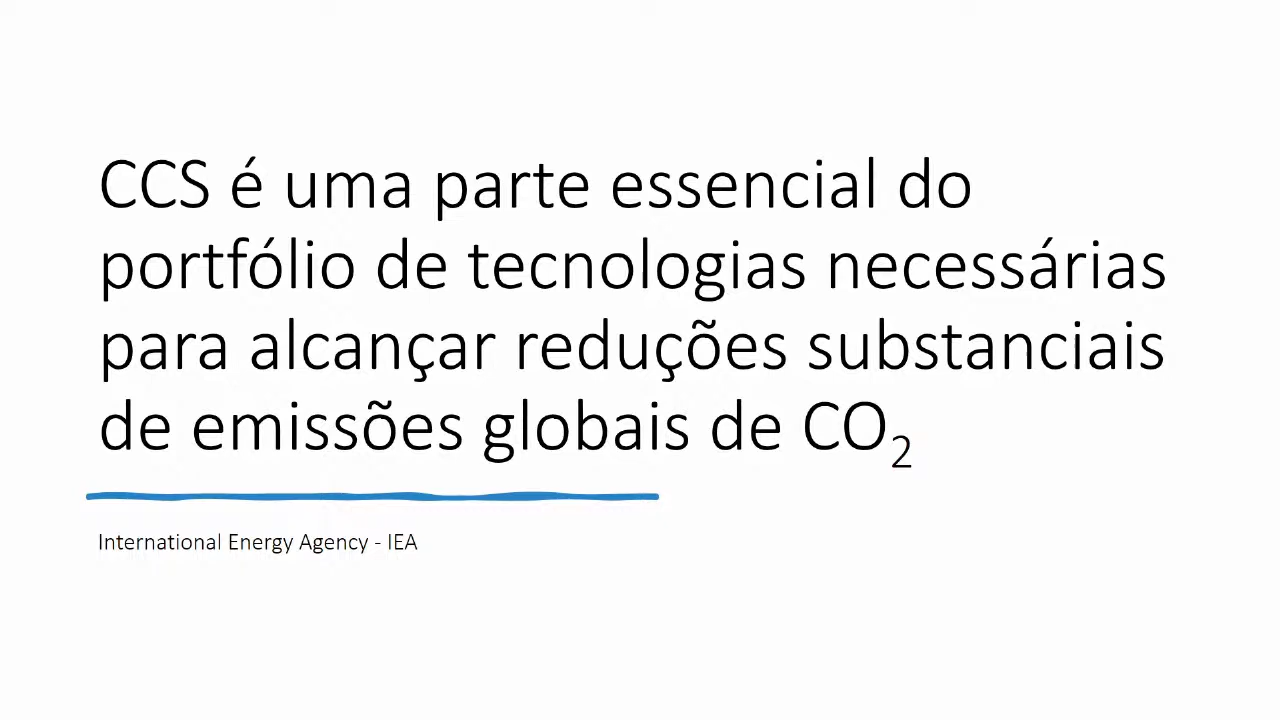 CCS é uma parte essencial do
portfólio de tecnologias necessárias
para alcançar reduções substanciais
de emissões globais de CO₂
International Energy Agency - IEA